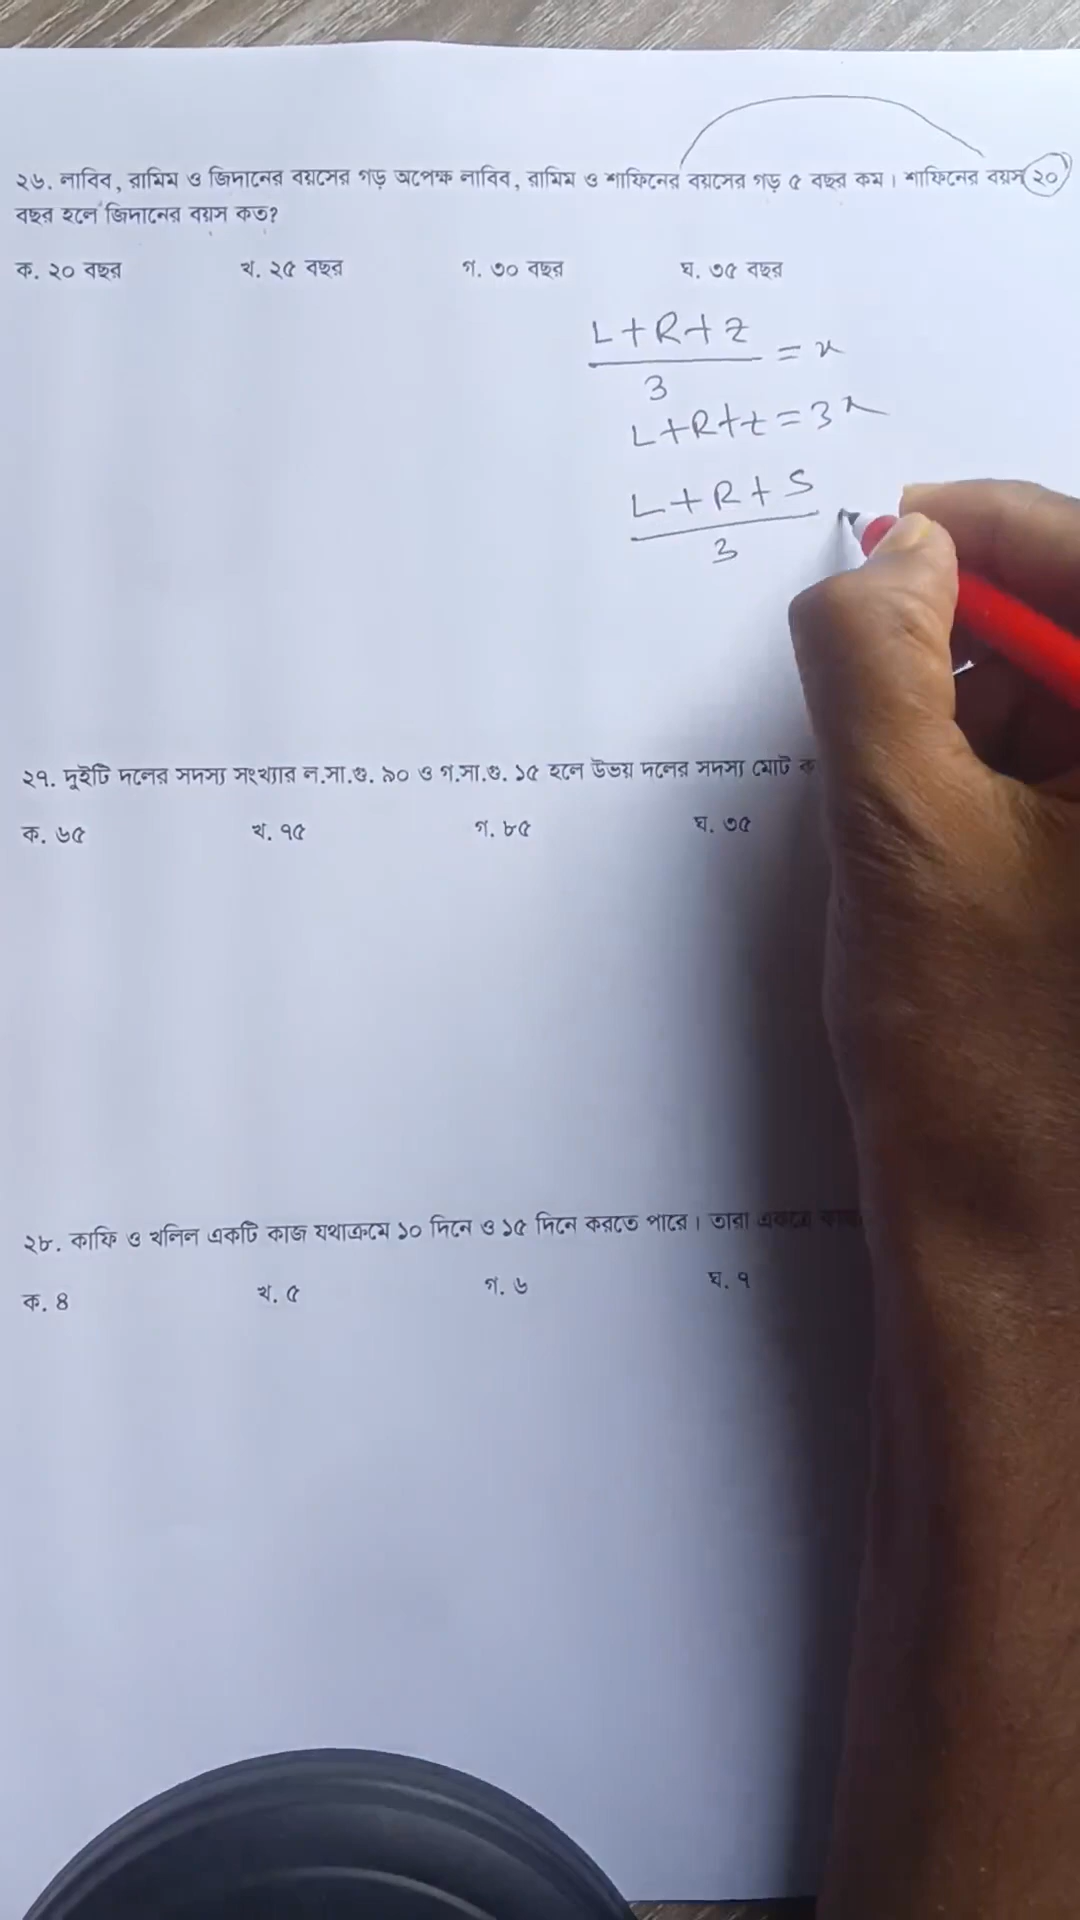 ২৬. লাবিব, রামিম ও জিদানের বয়সের গড় অপেক্ষ লাবিব, রামিম ও শাফিনের বয়সের গড় ৫ বছর কম। শাফিনের বয়স ২০
বছর হলে জিদানের বয়স কত?
ক. ২০ বছর খ. ২৫ বছর গ. ৩০ বছর ঘ. ৩৫ বছর
L+R+z
3
= x
L+R+z = 3x
L+R+S
3
২৭. দুইটি দলের সদস্য সংখ্যার ল.সা.গু. ৯০ ও গ.সা.গু. ১৫ হলে উভয় দলের সদস্য মোট
ক. ৬৫ খ. ৭৫ গ. ৮৫ ঘ. ৩৫
২৮. কাফি ও খলিল একটি কাজ যথাক্রমে ১০ দিনে ও ১৫ দিনে করতে পারে। তারা একত্রে
ক. 8 খ. ৫ গ. ৬ ঘ. ৭